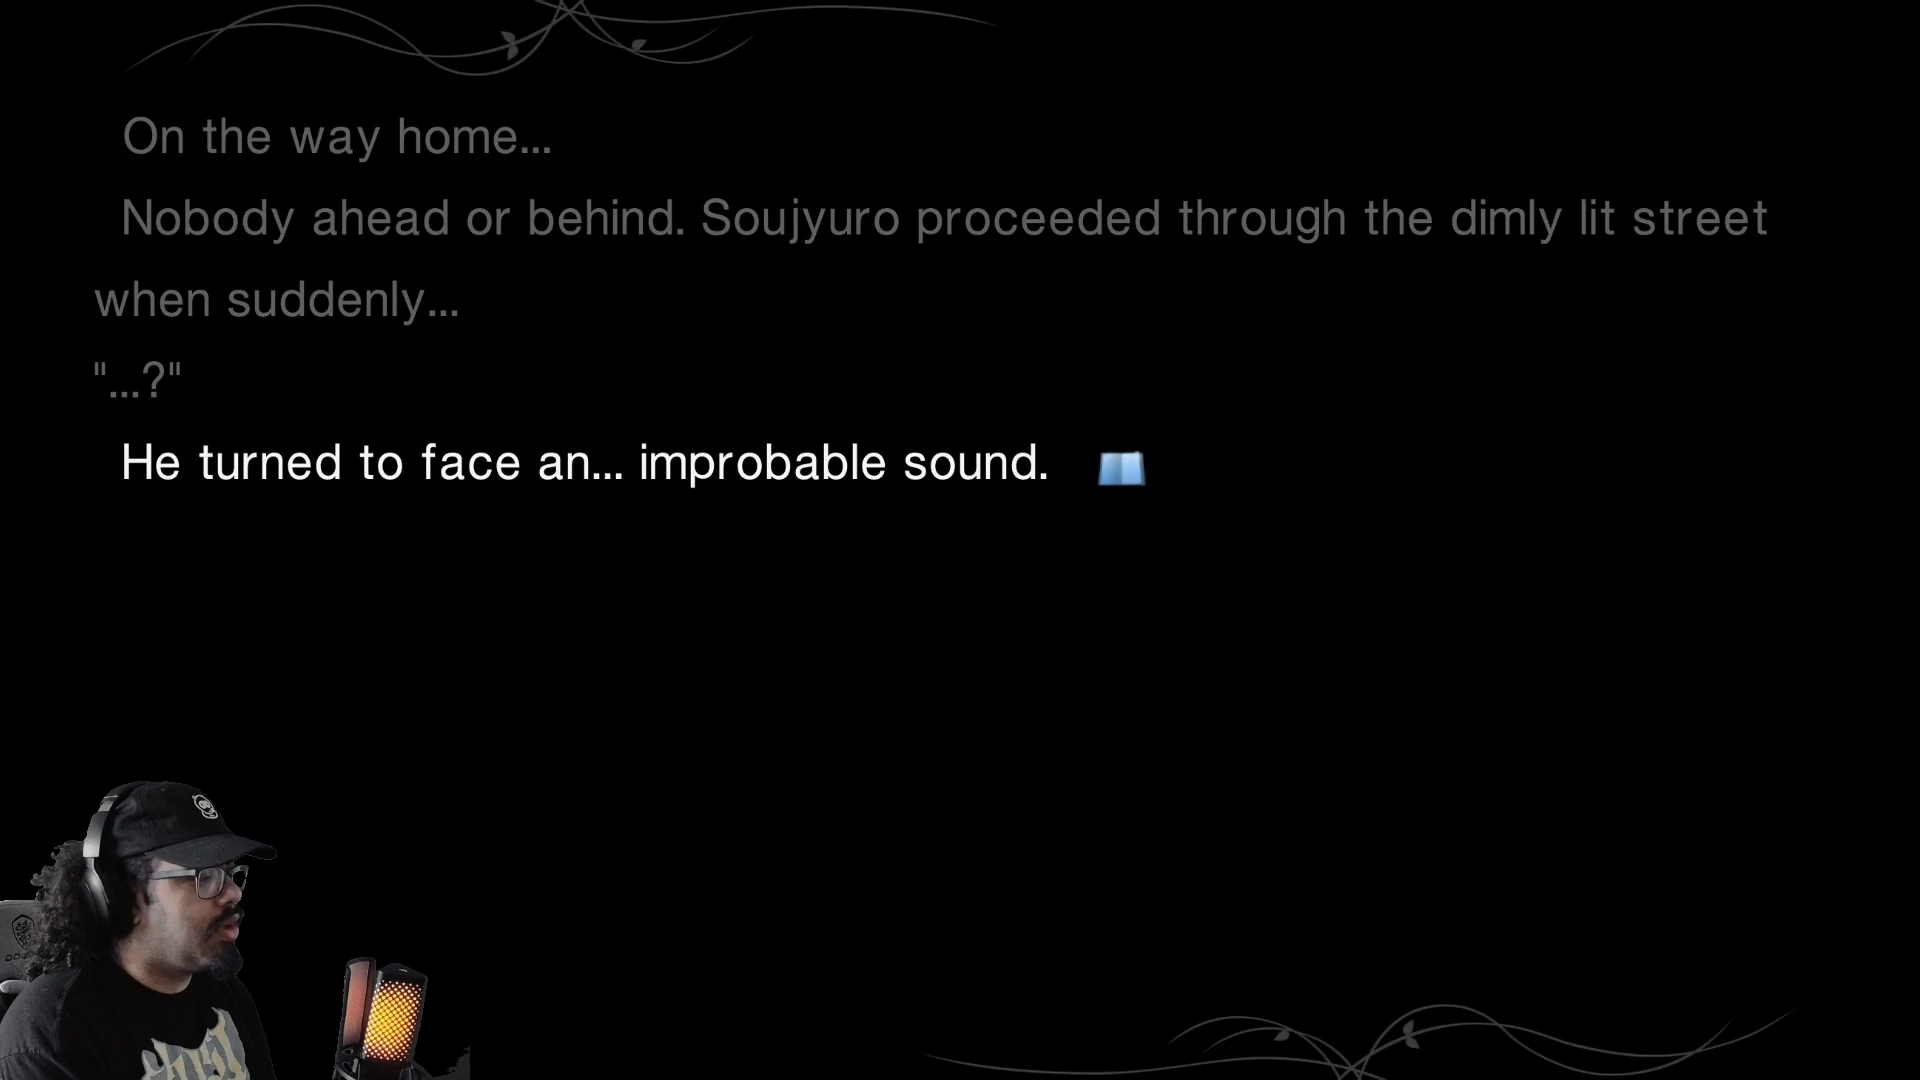 On the way home...
Nobody ahead or behind. Soujyuro proceeded through the dimly lit street
when suddenly...
"...?"
He turned to face an... improbable sound.